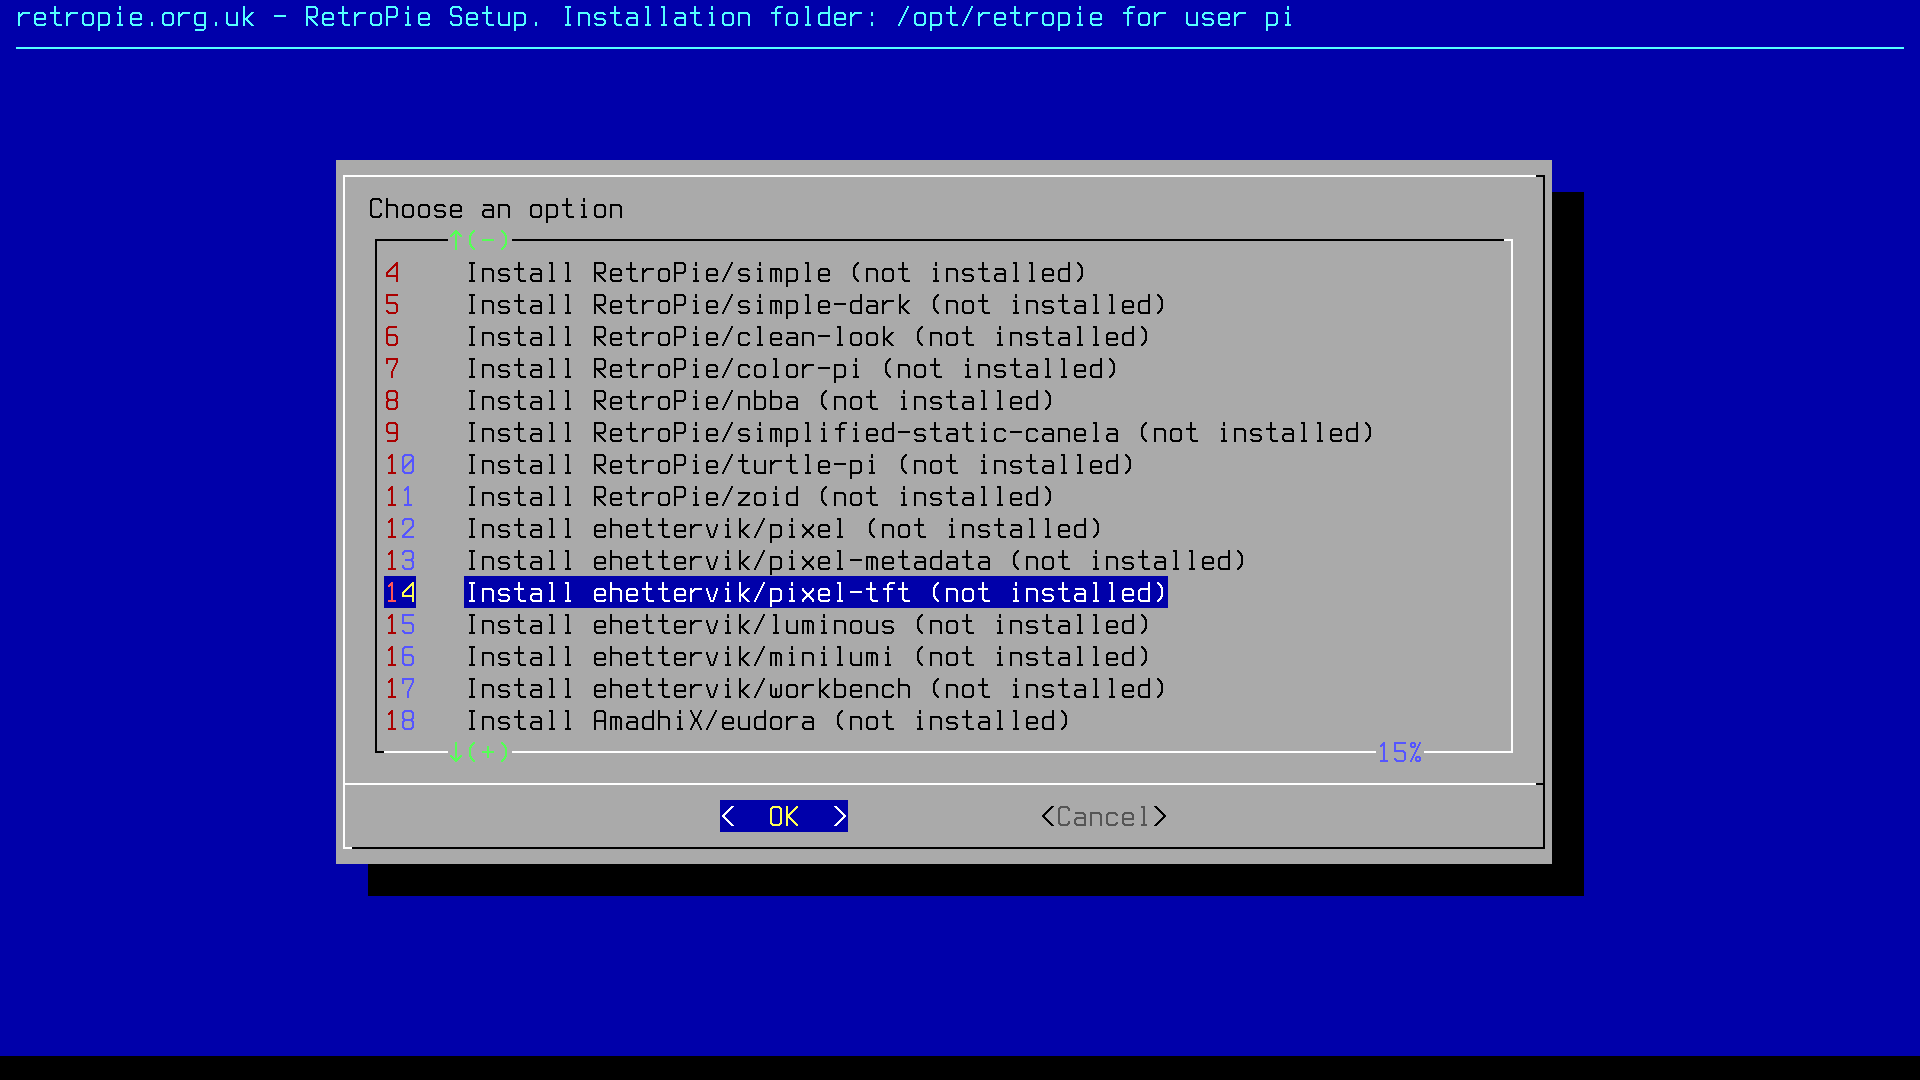 retropie.org.uk - RetroPie Setup. Installation folder: /opt/retropie for user pi
Choose an option
↑(-)
4 Install RetroPie/simple (not installed)
5 Install RetroPie/simple-dark (not installed)
6 Install RetroPie/clean-look (not installed)
7 Install RetroPie/color-pi (not installed)
8 Install RetroPie/nbba (not installed)
9 Install RetroPie/simplified-static-canela (not installed)
10 Install RetroPie/turtle-pi (not installed)
11 Install RetroPie/zoid (not installed)
12 Install ehettervik/pixel (not installed)
13 Install ehettervik/pixel-metadata (not installed)
14 Install ehettervik/pixel-tft (not installed)
15 Install ehettervik/luminous (not installed)
16 Install ehettervik/minilumi (not installed)
17 Install ehettervik/workbench (not installed)
18 Install AmadhiX/eudora (not installed)
↓(+) 15%
< OK > <Cancel>